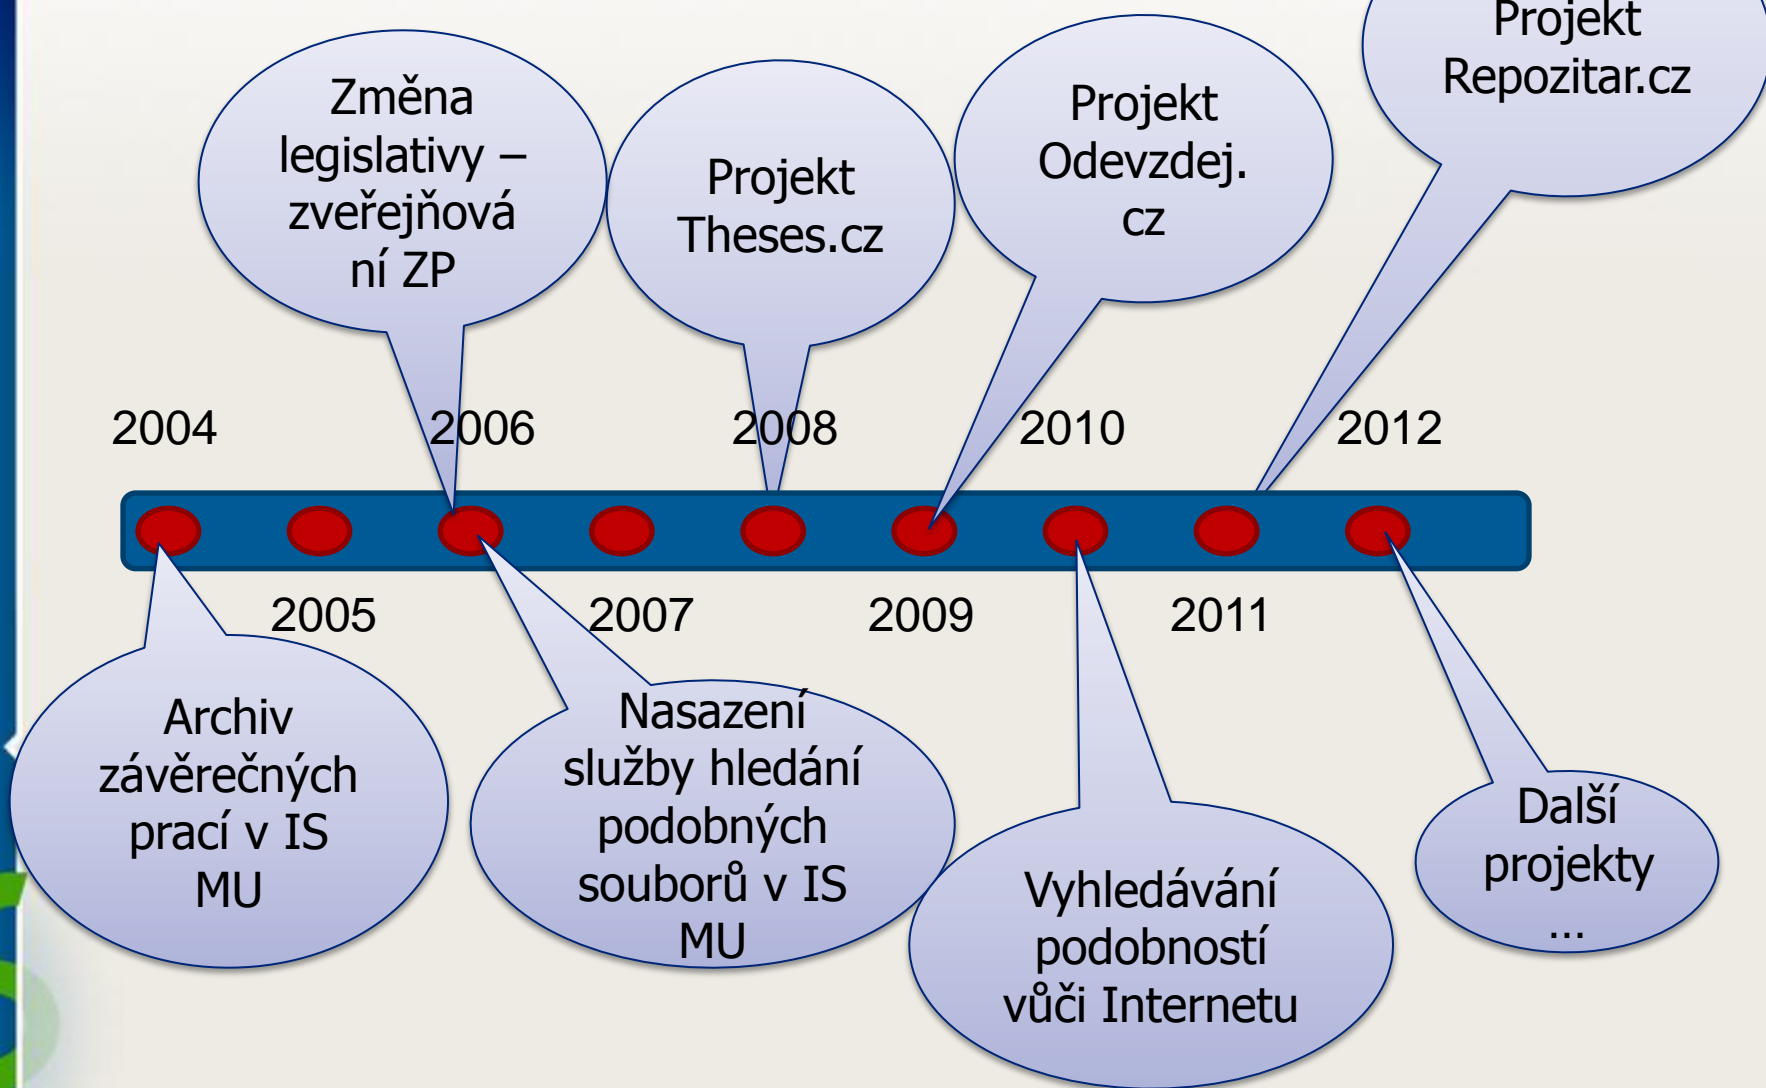 Projekt
Repozitar.cz
Změna
legislativy –
zveřejňová
ní ZP
Projekt
Theses.cz
Projekt
Odevzdej.
cz
2004
2006
2008
2010
2012
2005
2007
2009
2011
Archiv
závěrečných
prací v IS
MU
Nasazení
služby hledání
podobných
souborů v IS
MU
Vyhledávání
podobností
vůči Internetu
Další
projekty
…